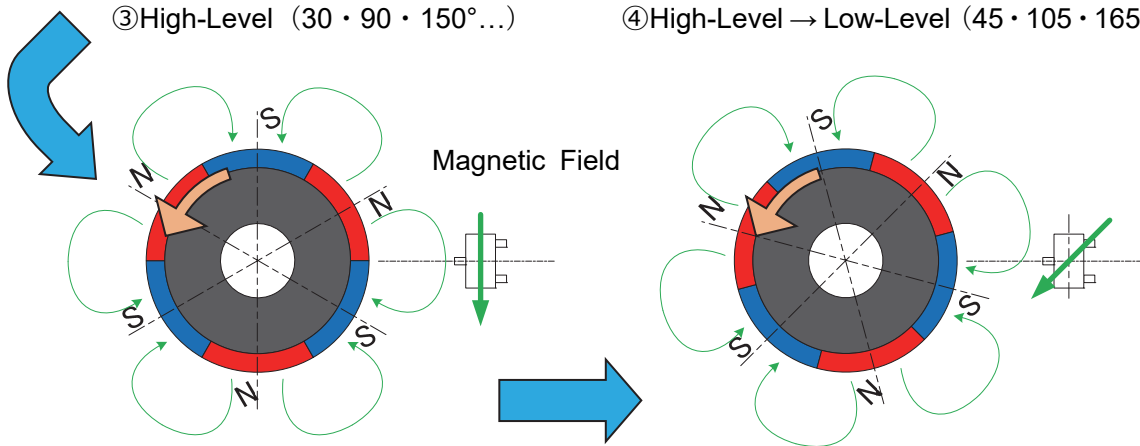 ③High-Level (30・90・150°…)
④High-Level → Low-Level (45・105・165
Magnetic Field
S
N
N
S
S
N
S
N
N
S
S
N